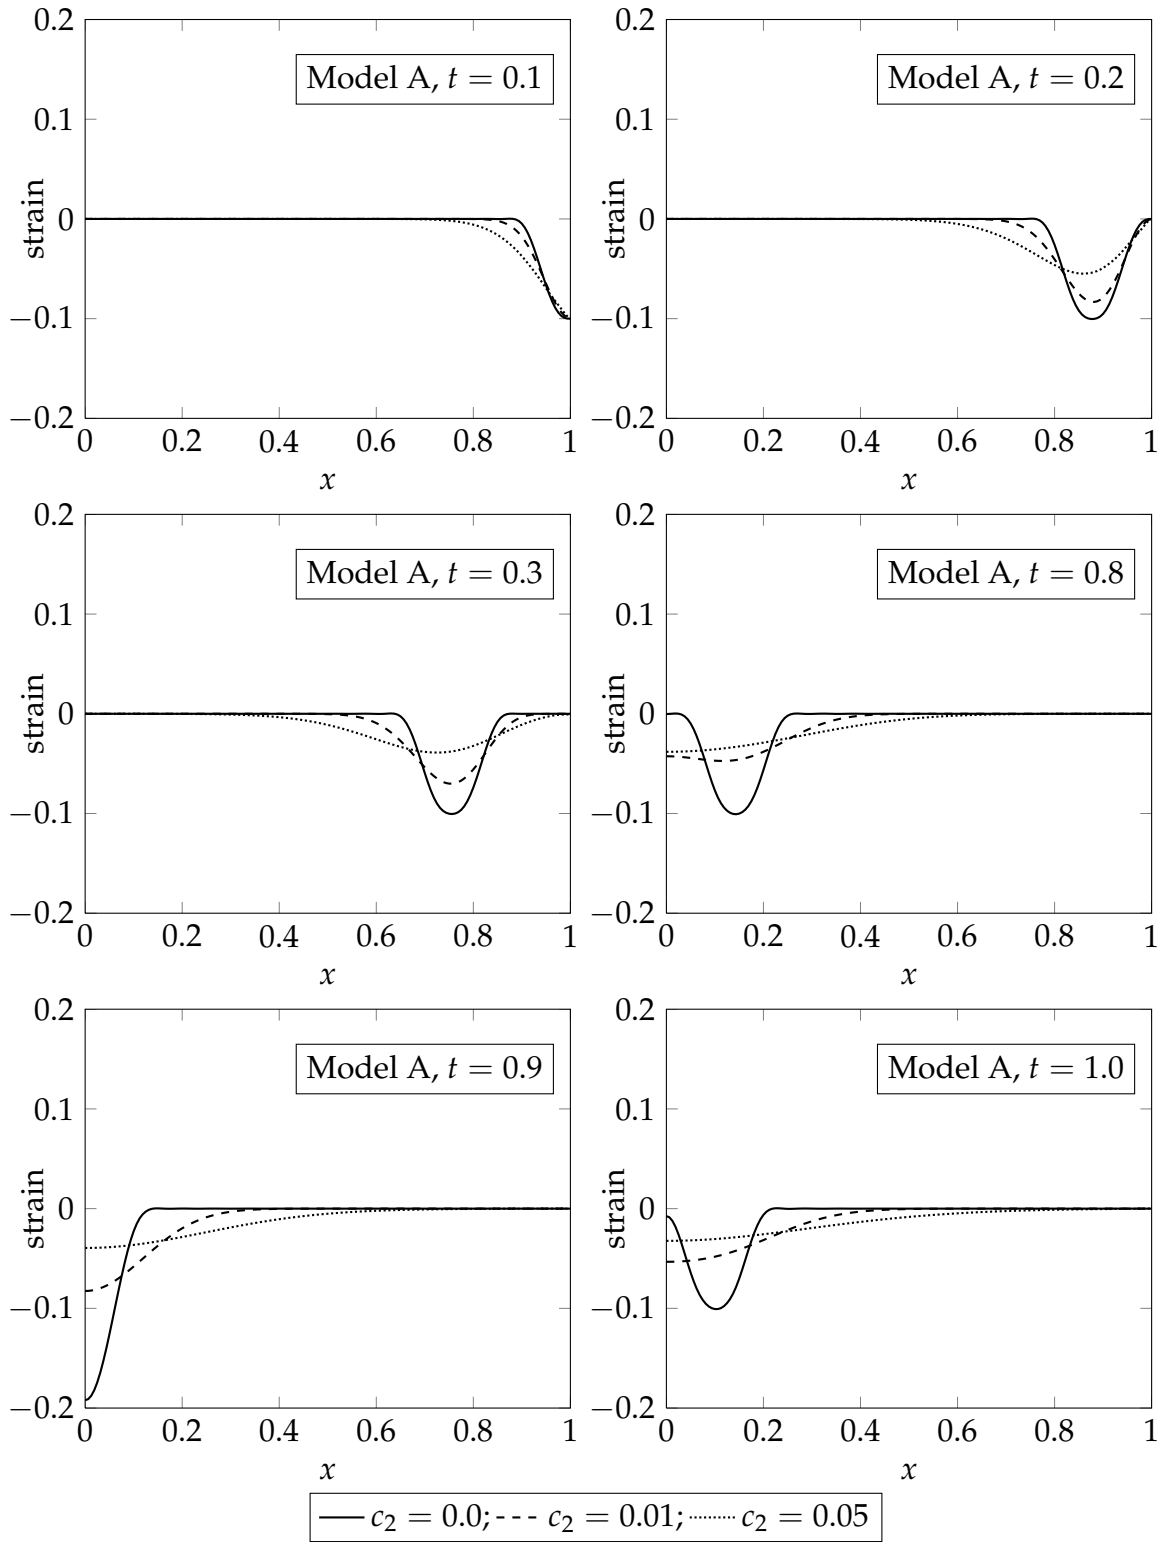 0.2
0.1
0
−0.1
−0.2
strain
Model A, t = 0.1
0 0.2 0.4 0.6 0.8 1
x
0.2
0.1
0
−0.1
−0.2
strain
Model A, t = 0.2
0 0.2 0.4 0.6 0.8 1
x
0.2
0.1
0
−0.1
−0.2
strain
Model A, t = 0.3
0 0.2 0.4 0.6 0.8 1
x
0.2
0.1
0
−0.1
−0.2
strain
Model A, t = 0.8
0 0.2 0.4 0.6 0.8 1
x
0.2
0.1
0
−0.1
−0.2
strain
Model A, t = 0.9
0 0.2 0.4 0.6 0.8 1
x
0.2
0.1
0
−0.1
−0.2
strain
Model A, t = 1.0
0 0.2 0.4 0.6 0.8 1
x
c₂ = 0.0; c₂ = 0.01; c₂ = 0.05